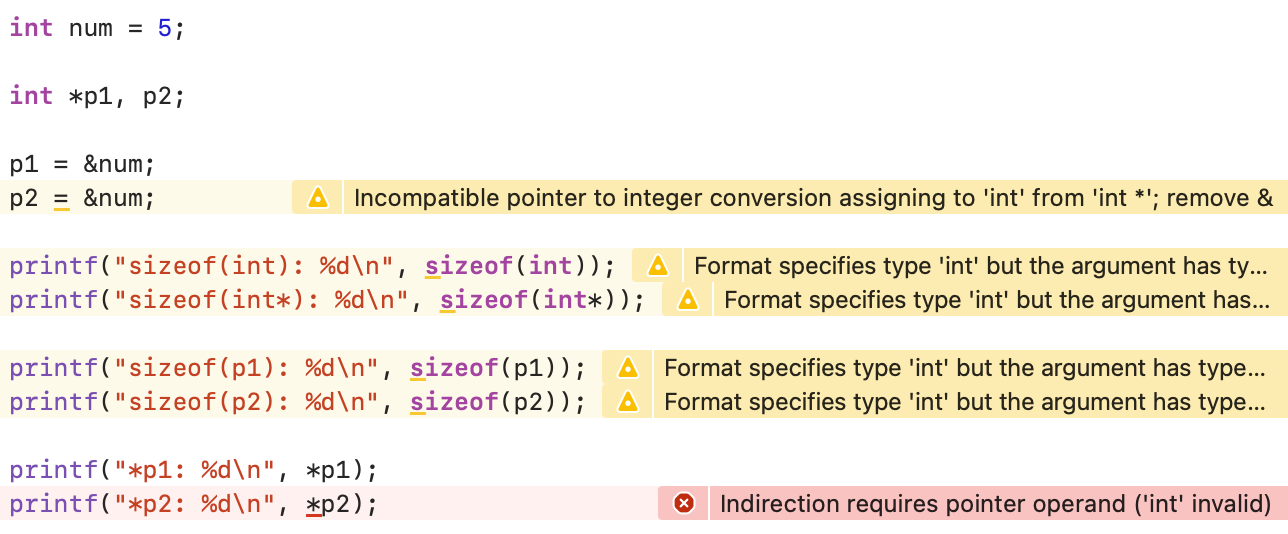 int num = 5;
int *p1, p2;
p1 = &num;
p2 = &num; Incompatible pointer to integer conversion assigning to 'int' from 'int *'; remove &
printf("sizeof(int): %d\n", sizeof(int)); Format specifies type 'int' but the argument has ty...
printf("sizeof(int*): %d\n", sizeof(int*)); Format specifies type 'int' but the argument has...
printf("sizeof(p1): %d\n", sizeof(p1)); Format specifies type 'int' but the argument has type...
printf("sizeof(p2): %d\n", sizeof(p2)); Format specifies type 'int' but the argument has type...
printf("*p1: %d\n", *p1);
printf("*p2: %d\n", *p2); Indirection requires pointer operand ('int' invalid)